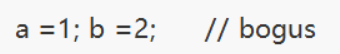 a =1; b =2;      // bogus